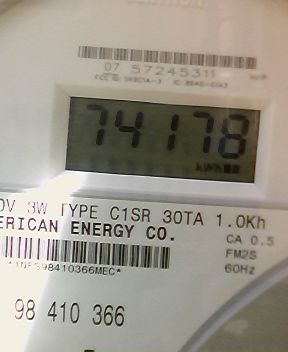 07 57245311
74178
kWh
0V 3W TYPE C1SR 30TA 1.0Kh
ERICAN ENERGY CO.
CA 0.5
FM2S
60Hz
98 410 366